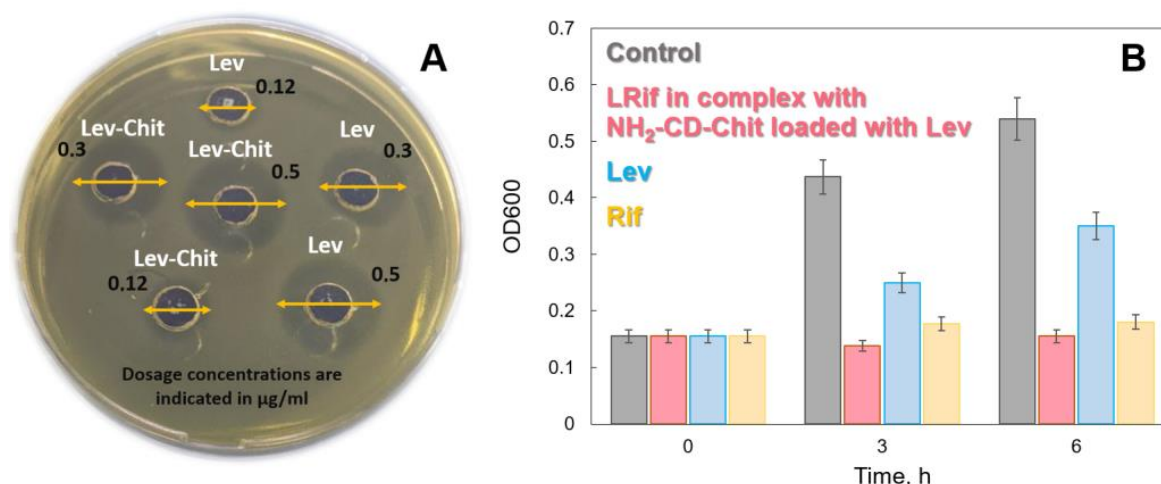 A
Lev
0.12
Lev-Chit
0.3
Lev-Chit
0.5
Lev
0.3
Lev-Chit
0.12
Lev
0.5
Dosage concentrations are
indicated in µg/ml
B
0.7
0.6
0.5
0.4
0.3
0.2
0.1
0
OD600
Control
LRif in complex with
NH₂-CD-Chit loaded with Lev
Lev
Rif
0 3 6
Time, h